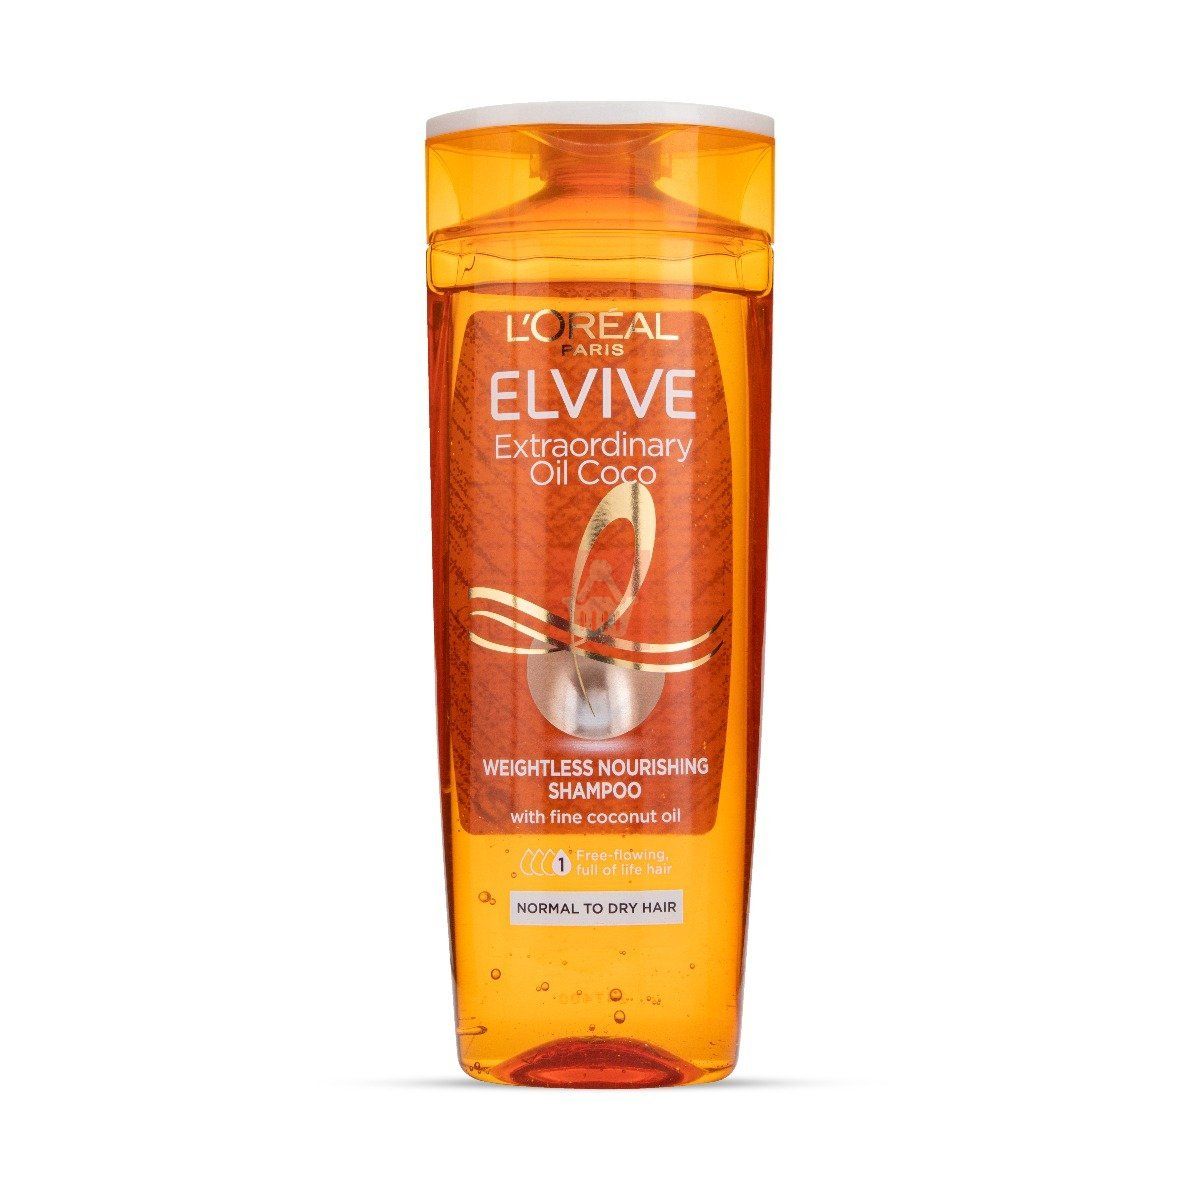 L'ORÉAL
PARIS
ELVIVE
Extraordinary
Oil Coco
WEIGHTLESS NOURISHING
SHAMPOO
with fine coconut oil
1 Free-flowing,
full of life hair
NORMAL TO DRY HAIR